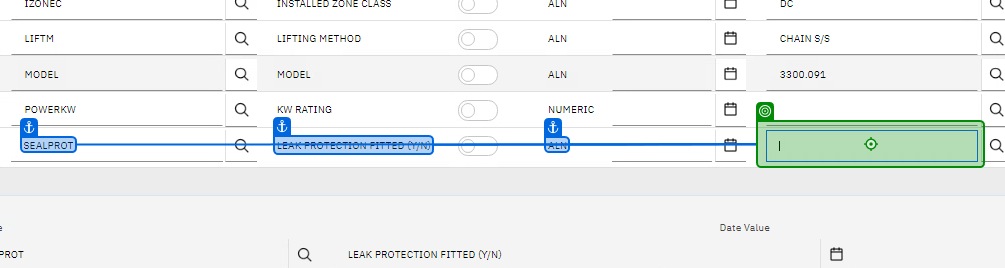 IZONEC INSTALLED ZONE CLASS ALN DC
LIFTM LIFTING METHOD ALN CHAIN S/S
MODEL MODEL ALN 3300.091
POWERKW KW RATING NUMERIC
SEALPROT LEAK PROTECTION FITTED (Y/N) ALN
e Date Value
PROT LEAK PROTECTION FITTED (Y/N)